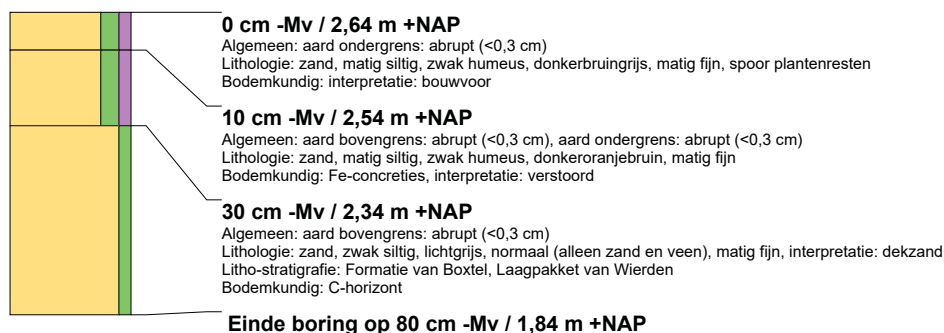 0 cm -Mv / 2,64 m +NAP
Algemeen: aard ondergrens: abrupt (<0,3 cm)
Lithologie: zand, matig siltig, zwak humeus, donkerbruingrijs, matig fijn, spoor plantenresten
Bodemkundig: interpretatie: bouwvoor
10 cm -Mv / 2,54 m +NAP
Algemeen: aard bovengrens: abrupt (<0,3 cm), aard ondergrens: abrupt (<0,3 cm)
Lithologie: zand, matig siltig, zwak humeus, donkeroranjebruin, matig fijn
Bodemkundig: Fe-concreties, interpretatie: verstoord
30 cm -Mv / 2,34 m +NAP
Algemeen: aard bovengrens: abrupt (<0,3 cm)
Lithologie: zand, zwak siltig, lichtgrijs, normaal (alleen zand en veen), matig fijn, interpretatie: dekzand
Litho-stratigrafie: Formatie van Boxtel, Laagpakket van Wierden
Bodemkundig: C-horizont
Einde boring op 80 cm -Mv / 1,84 m +NAP